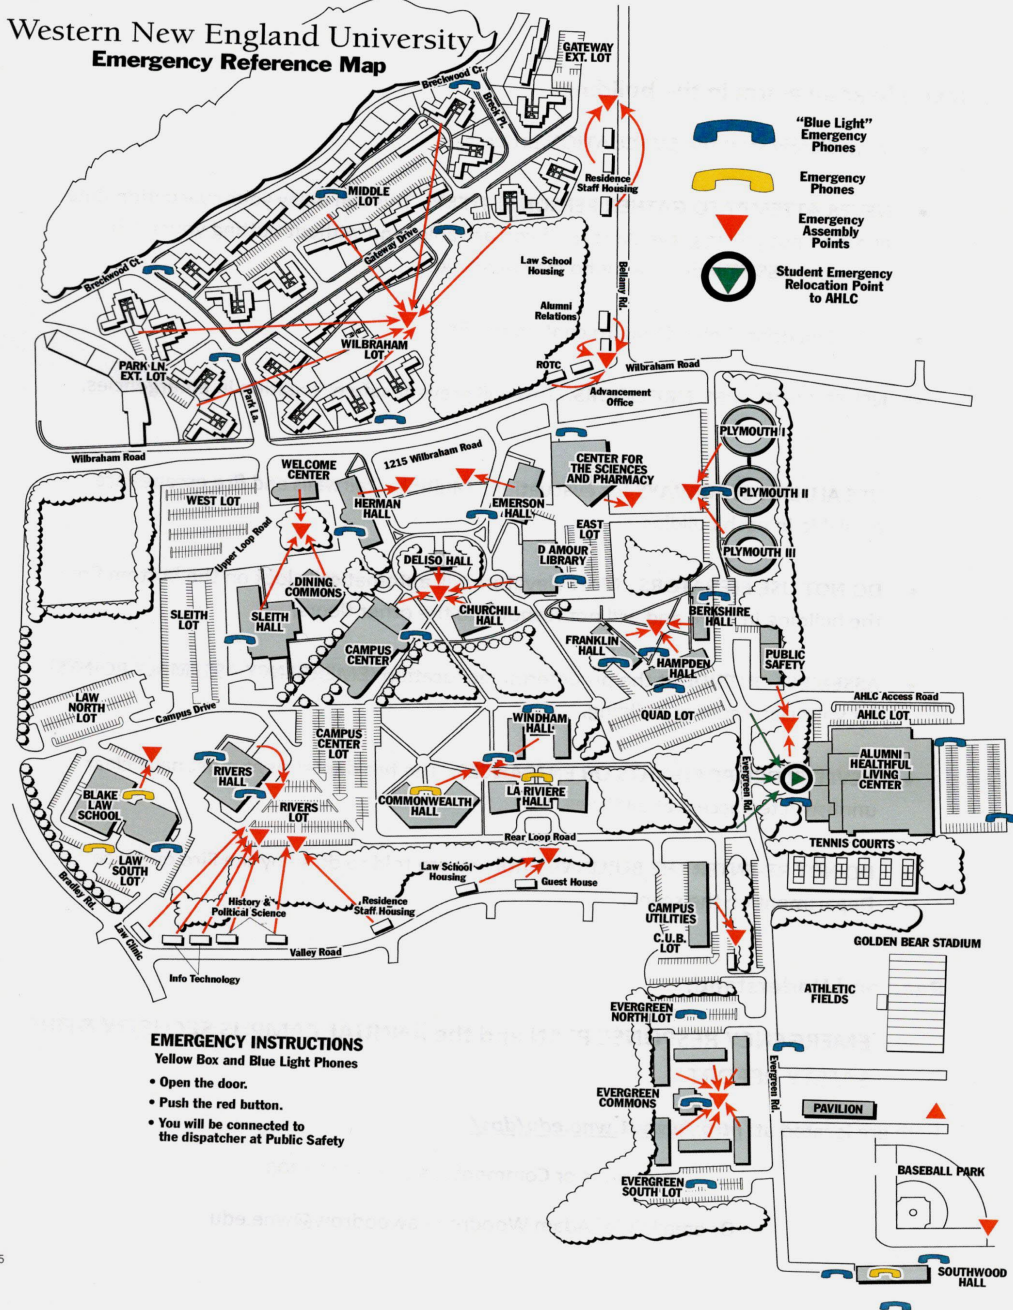 Western New England University
Emergency Reference Map
GATEWAY
EXT. LOT
Breckwood Ct.
Breck Pl.
"Blue Light"
Emergency
Phones
Emergency
Phones
Emergency
Assembly
Points
Student Emergency
Relocation Point
to AHLC
Residence
Staff Housing
MIDDLE
LOT
Gateway Drive
Breckwood Ct.
Law School
Housing
Bellamy Rd.
Alumni
Relations
WILBRAHAM
LOT
PARK LN.
EXT. LOT
Park La.
ROTC
Wilbraham Road
Advancement
Office
Wilbraham Road
1215 Wilbraham Road
PLYMOUTH I
PLYMOUTH II
PLYMOUTH III
WELCOME
CENTER
CENTER FOR
THE SCIENCES
AND PHARMACY
WEST LOT
HERMAN
HALL
EMERSON
HALL
Upper Loop Road
EAST
LOT
DELISO HALL
D AMOUR
LIBRARY
DINING
COMMONS
SLEITH
LOT
SLEITH
HALL
CHURCHILL
HALL
BERKSHIRE
HALL
FRANKLIN
HALL
CAMPUS
CENTER
HAMPDEN
HALL
PUBLIC
SAFETY
LAW
NORTH
LOT
Campus Drive
QUAD LOT
AHLC Access Road
AHLC LOT
WINDHAM
HALL
CAMPUS
CENTER
LOT
RIVERS
HALL
ALUMNI
HEALTHFUL
LIVING
CENTER
Evergreen Rd.
BLAKE
LAW
SCHOOL
RIVERS
LOT
COMMONWEALTH
HALL
LA RIVIERE
HALL
Rear Loop Road
TENNIS COURTS
LAW
SOUTH
LOT
Law School
Housing
Guest House
Bradley Rd.
History &
Political Science
Residence
Staff Housing
CAMPUS
UTILITIES
Law Clinic
C.U.B.
LOT
Valley Road
GOLDEN BEAR STADIUM
Info Technology
ATHLETIC
FIELDS
EVERGREEN
NORTH LOT
EMERGENCY INSTRUCTIONS
Yellow Box and Blue Light Phones
• Open the door.
• Push the red button.
• You will be connected to
the dispatcher at Public Safety
EVERGREEN
COMMONS
Evergreen Rd.
PAVILION
EVERGREEN
SOUTH LOT
BASEBALL PARK
SOUTHWOOD
HALL